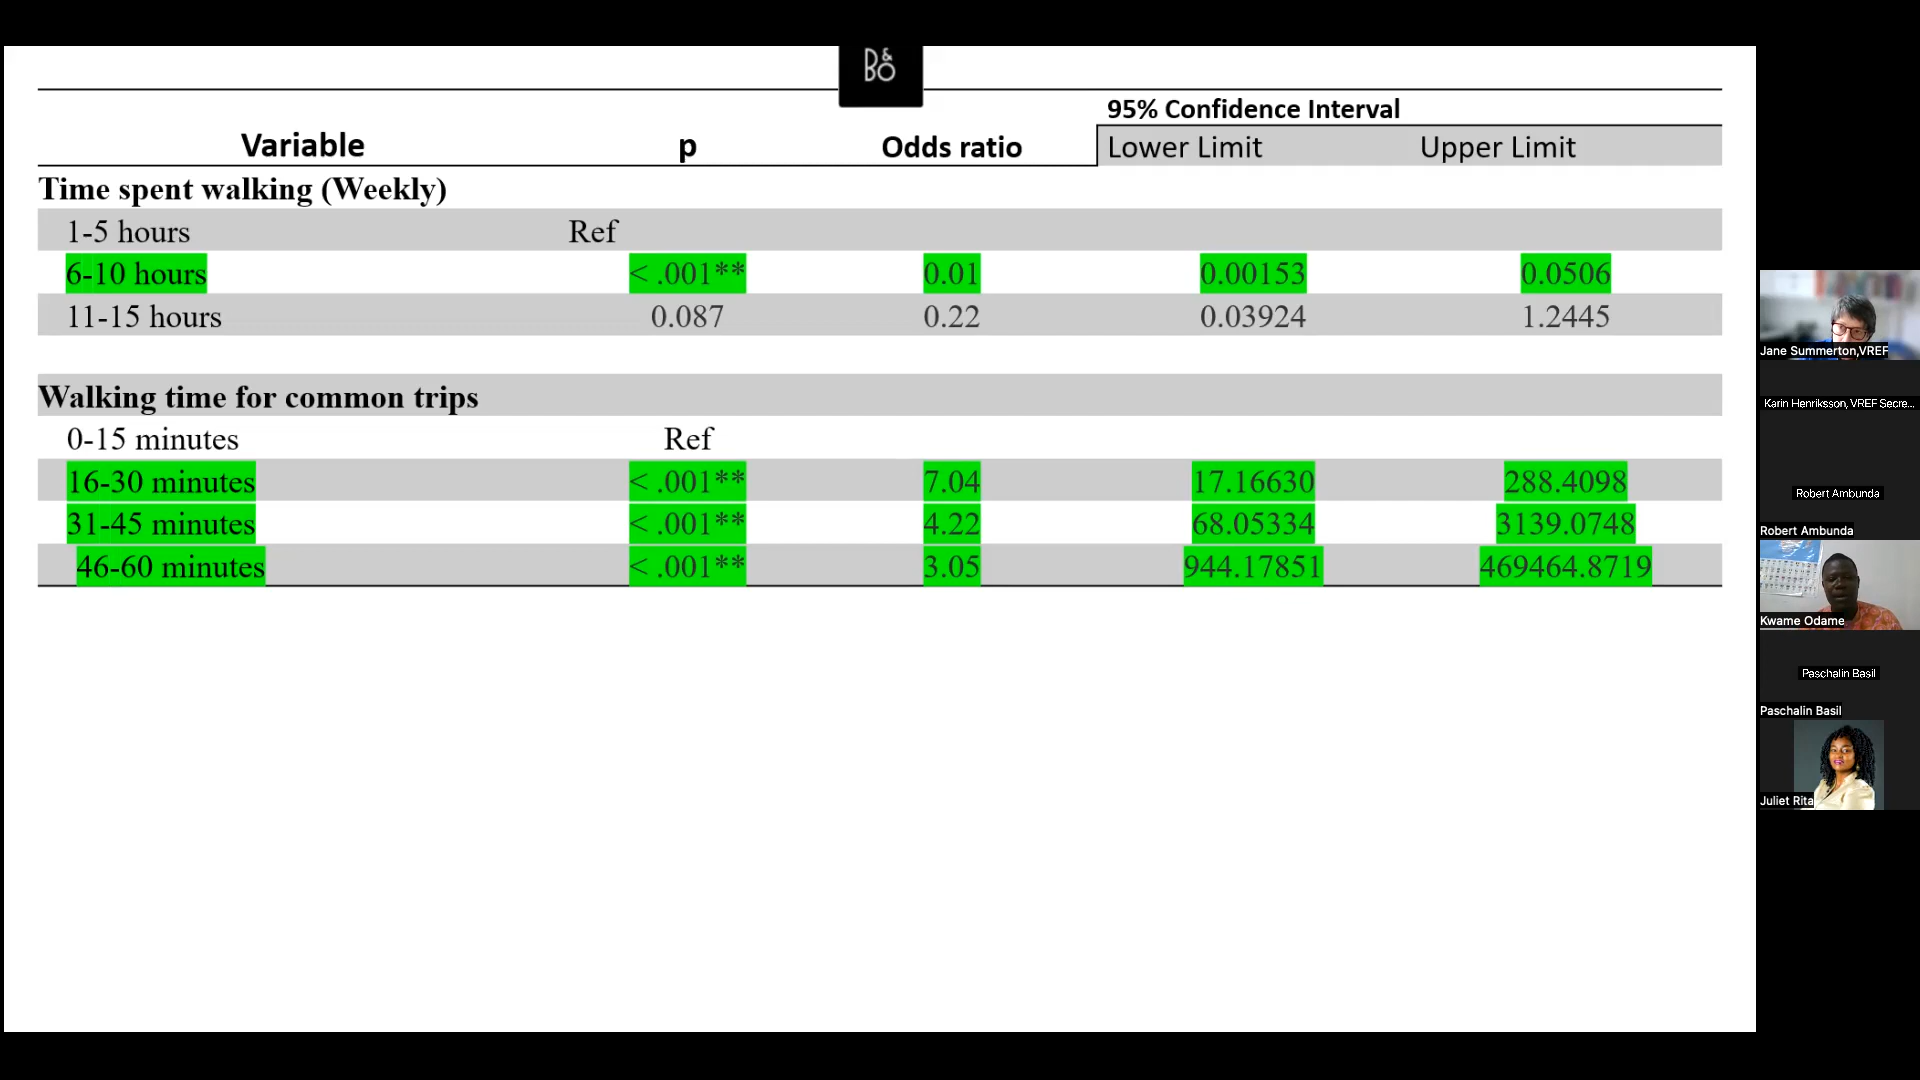 B&O
95% Confidence Interval
Variable p Odds ratio Lower Limit Upper Limit
Time spent walking (Weekly)
1-5 hours Ref
6-10 hours < .001** 0.01 0.00153 0.0506
11-15 hours 0.087 0.22 0.03924 1.2445
Walking time for common trips
0-15 minutes Ref
16-30 minutes < .001** 7.04 17.16630 288.4098
31-45 minutes < .001** 4.22 68.05334 3139.0748
46-60 minutes < .001** 3.05 944.17851 469464.8719
Jane Summerton,VREF
Karin Henriksson, VREF Secre...
Robert Ambunda
Robert Ambunda
Kwame Odame
Paschalin Basil
Paschalin Basil
Juliet Rita